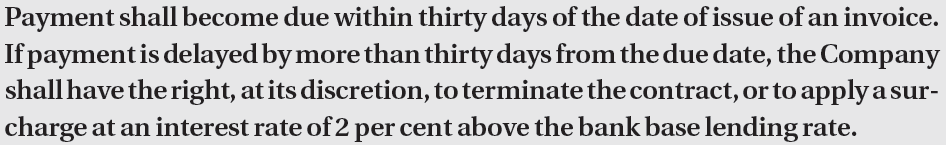 Payment shall become due within thirty days of the date of issue of an invoice.
If payment is delayed by more than thirty days from the due date, the Company
shall have the right, at its discretion, to terminate the contract, or to apply a sur-
charge at an interest rate of 2 per cent above the bank base lending rate.